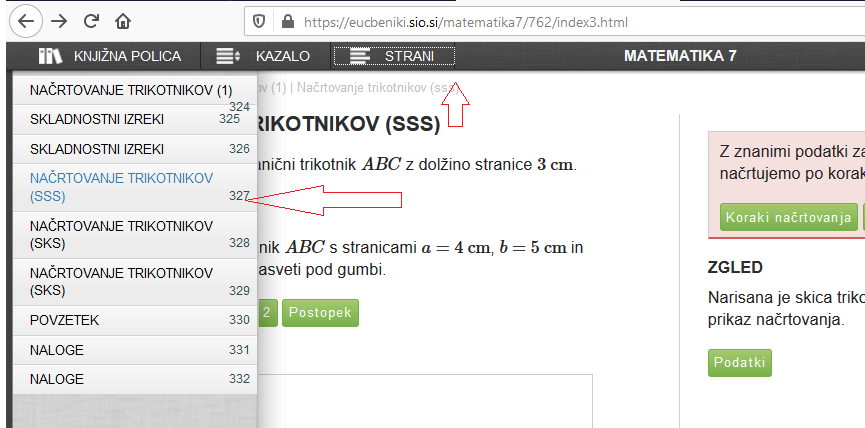 https://eucbeniki.sio.si/matematika7/762/index3.html
KNJIŽNA POLICA
KAZALO
STRANI
MATEMATIKA 7
NAČRTOVANJE TRIKOTNIKOV (1)
324
SKLADNOSTNI IZREKI 325
SKLADNOSTNI IZREKI 326
NAČRTOVANJE TRIKOTNIKOV
(SSS) 327
NAČRTOVANJE TRIKOTNIKOV
(SKS) 328
NAČRTOVANJE TRIKOTNIKOV
(SKS) 329
POVZETEK 330
NALOGE 331
NALOGE 332
ov (1) | Načrtovanje trikotnikov (sss)
RIKOTNIKOV (SSS)
anični trikotnik ABC z dolžino stranice 3 cm.
nik ABC s stranicami a = 4 cm, b = 5 cm in
asveti pod gumbi.
2 Postopek
Z znanimi podatki za
načrtujemo po korak
Koraki načrtovanja
ZGLED
Narisana je skica triko
prikaz načrtovanja.
Podatki